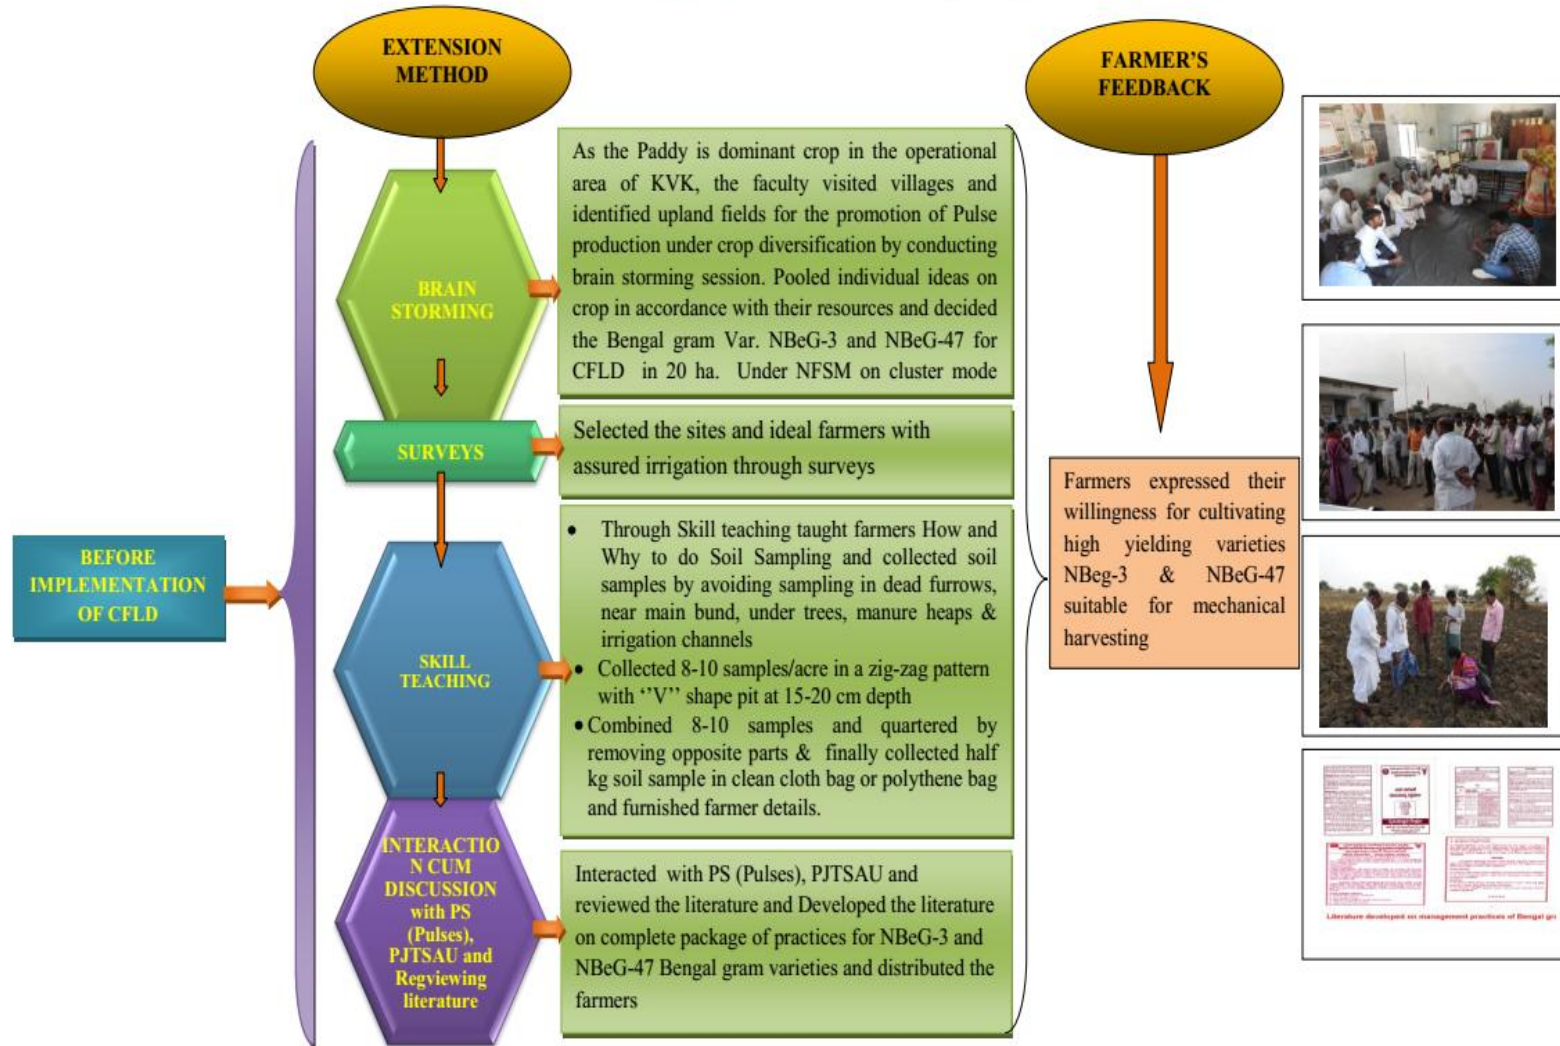 EXTENSION
METHOD
FARMER'S
FEEDBACK
BEFORE
IMPLEMENTATION
OF CFLD
BRAIN
STORMING
As the Paddy is dominant crop in the operational
area of KVK, the faculty visited villages and
identified upland fields for the promotion of Pulse
production under crop diversification by conducting
brain storming session. Pooled individual ideas on
crop in accordance with their resources and decided
the Bengal gram Var. NBeG-3 and NBeG-47 for
CFLD in 20 ha. Under NFSM on cluster mode
SURVEYS
Selected the sites and ideal farmers with
assured irrigation through surveys
SKILL
TEACHING
• Through Skill teaching taught farmers How and
Why to do Soil Sampling and collected soil
samples by avoiding sampling in dead furrows,
near main bund, under trees, manure heaps &
irrigation channels
• Collected 8-10 samples/acre in a zig-zag pattern
with ‘’V’’ shape pit at 15-20 cm depth
• Combined 8-10 samples and quartered by
removing opposite parts & finally collected half
kg soil sample in clean cloth bag or polythene bag
and furnished farmer details.
INTERACTIO
N CUM
DISCUSSION
with PS
(Pulses),
PJTSAU and
Regviewing
literature
Interacted with PS (Pulses), PJTSAU and
reviewed the literature and Developed the literature
on complete package of practices for NBeG-3 and
NBeG-47 Bengal gram varieties and distributed the
farmers
Farmers expressed their
willingness for cultivating
high yielding varieties
NBeg-3 & NBeG-47
suitable for mechanical
harvesting
Literature developed on management practices of Bengal gr